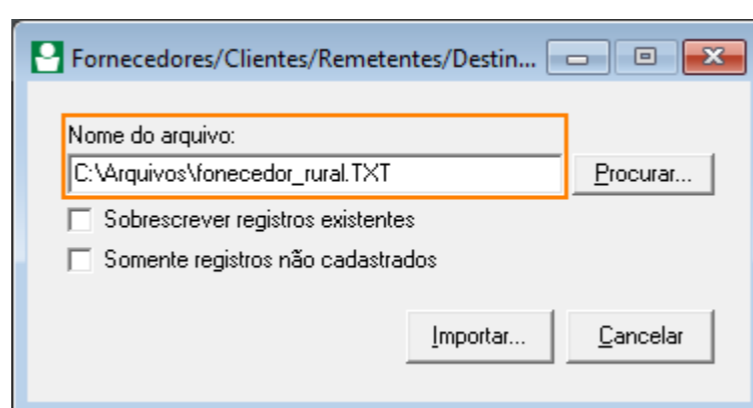 Fornecedores/Clientes/Remetentes/Destin...
Nome do arquivo:
C:\Arquivos\fonecedor_rural.TXT
Procurar...
Sobrescrever registros existentes
Somente registros não cadastrados
Importar...
Cancelar